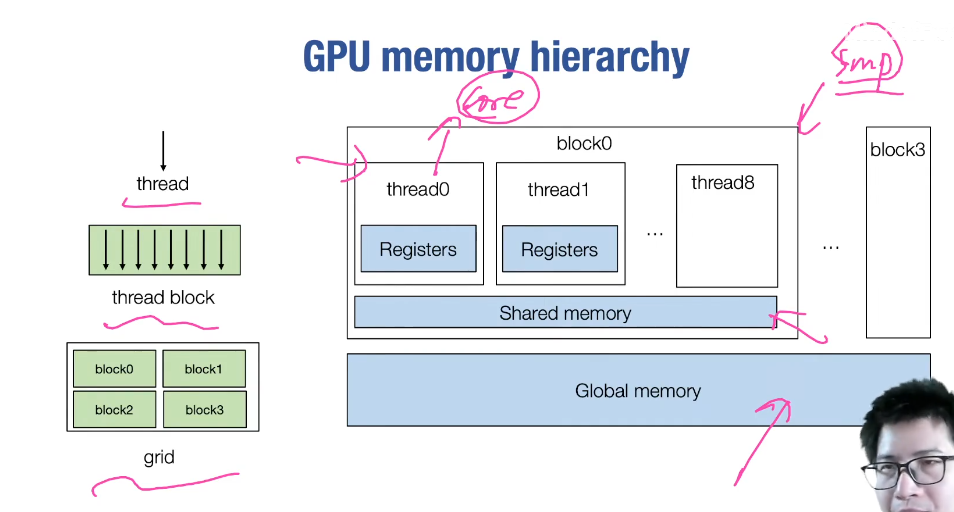 GPU memory hierarchy
smp
core
thread
thread block
block0
block1
block2
block3
grid
block0
thread0
Registers
thread1
Registers
...
thread8
Shared memory
...
block3
Global memory